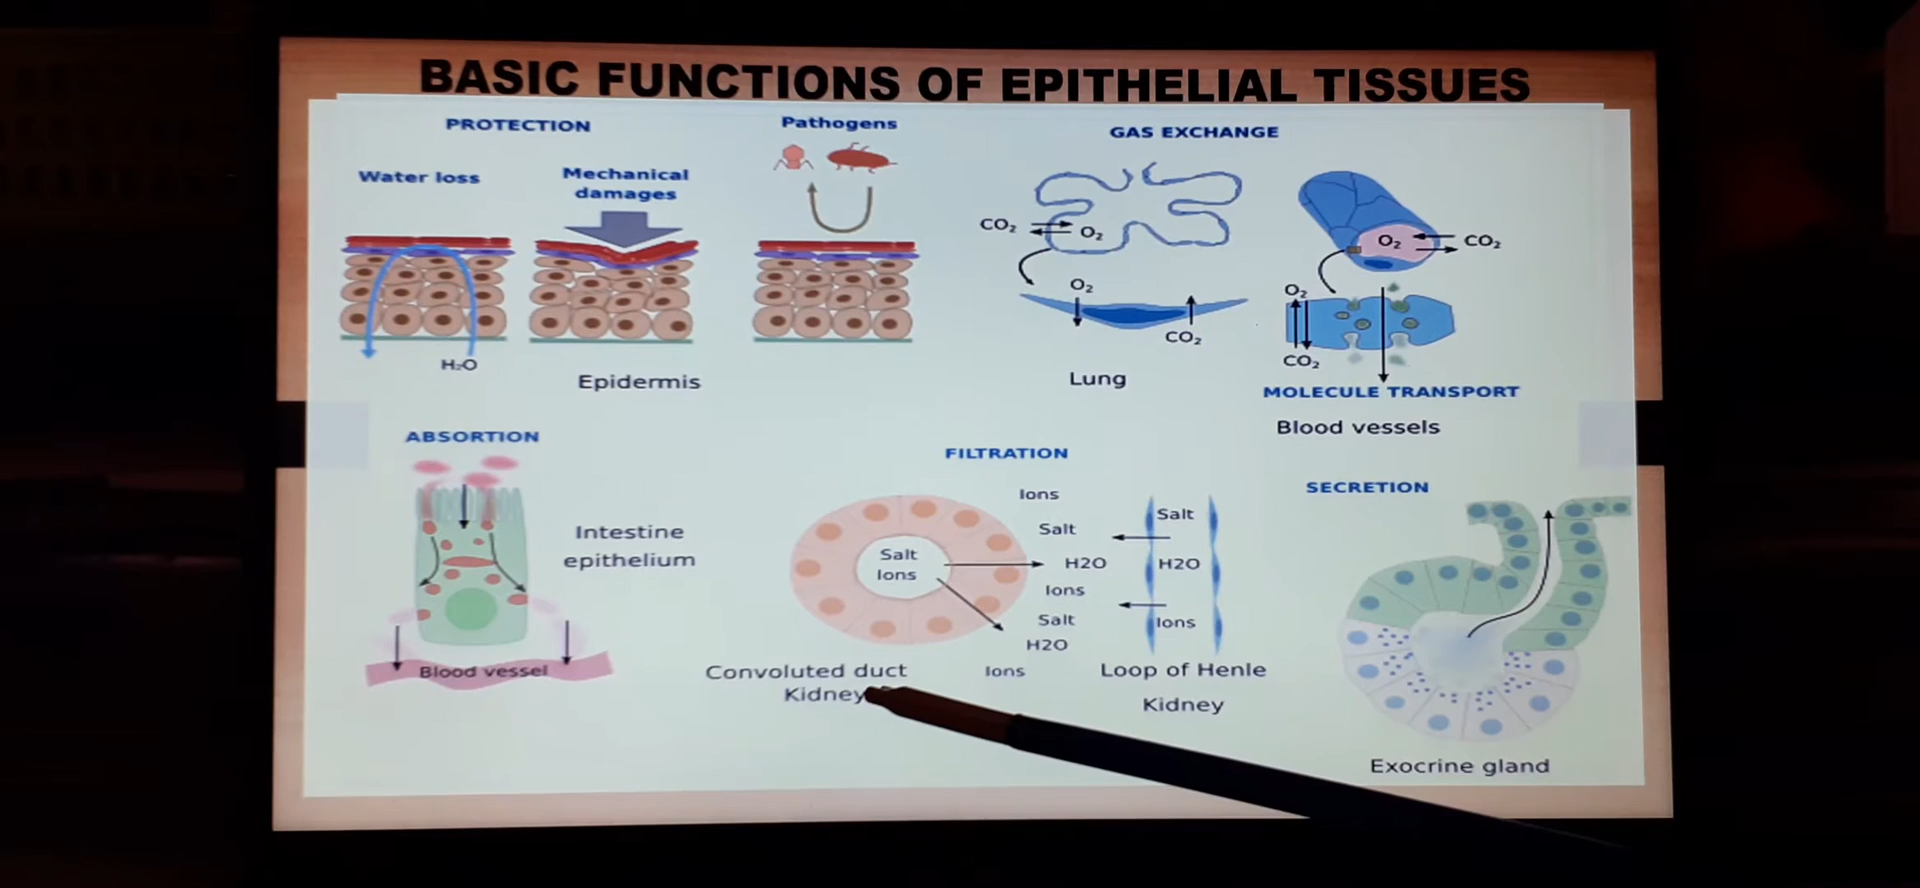 BASIC FUNCTIONS OF EPITHELIAL TISSUES
PROTECTION
Water loss
Mechanical
damages
Pathogens
H₂O
Epidermis
GAS EXCHANGE
CO₂
O₂
O₂
CO₂
Lung
O₂
CO₂
O₂
CO₂
MOLECULE TRANSPORT
Blood vessels
ABSORTION
Intestine
epithelium
Blood vessel
FILTRATION
Salt
Ions
Ions
Salt
H2O
Ions
Salt
H2O
Ions
Convoluted duct
Kidney
Salt
H2O
Ions
Loop of Henle
Kidney
SECRETION
Exocrine gland